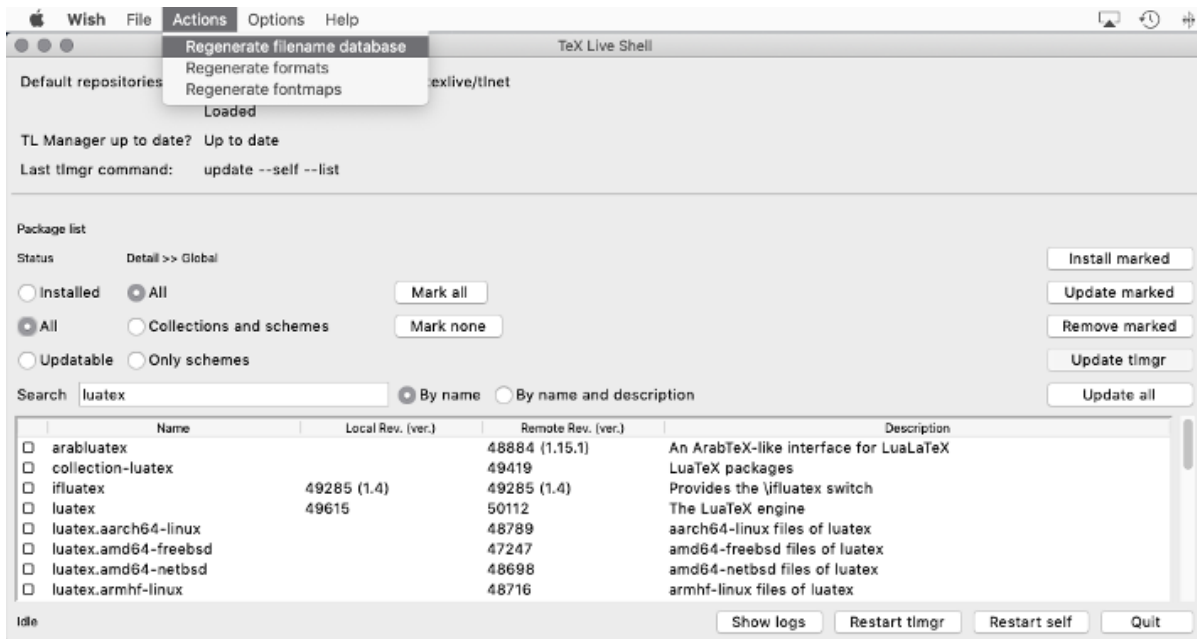 Wish File Actions Options Help
TeX Live Shell
Regenerate filename database
Regenerate formats
Regenerate fontmaps
Default repositories
texlive/tlnet
Loaded
TL Manager up to date? Up to date
Last tlmgr command: update --self --list
Package list
Status Detail >> Global
Install marked
Installed All Mark all Update marked
All Collections and schemes Mark none Remove marked
Updatable Only schemes Update tlmgr
Search luatex By name By name and description Update all
Name Local Rev. (ver.) Remote Rev. (ver.) Description
arabluatex 48884 (1.15.1) An ArabTeX-like interface for LuaLaTeX
collection-luatex 49419 LuaTeX packages
ifluatex 49285 (1.4) 49285 (1.4) Provides the \ifluatex switch
luatex 49615 50112 The LuaTeX engine
luatex.aarch64-linux 48789 aarch64-linux files of luatex
luatex.amd64-freebsd 47247 amd64-freebsd files of luatex
luatex.amd64-netbsd 48698 amd64-netbsd files of luatex
luatex.armhf-linux 48716 armhf-linux files of luatex
Idle Show logs Restart tlmgr Restart self Quit